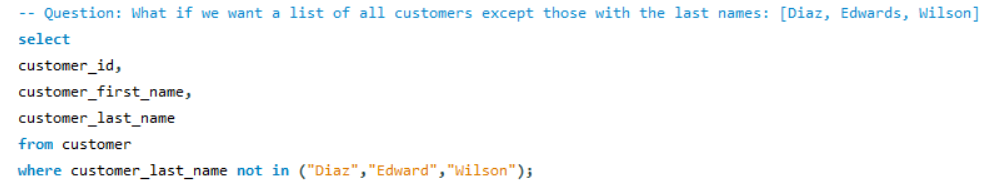 -- Question: What if we want a list of all customers except those with the last names: [Diaz, Edwards, Wilson]
select
customer_id,
customer_first_name,
customer_last_name
from customer
where customer_last_name not in ("Diaz","Edward","Wilson");